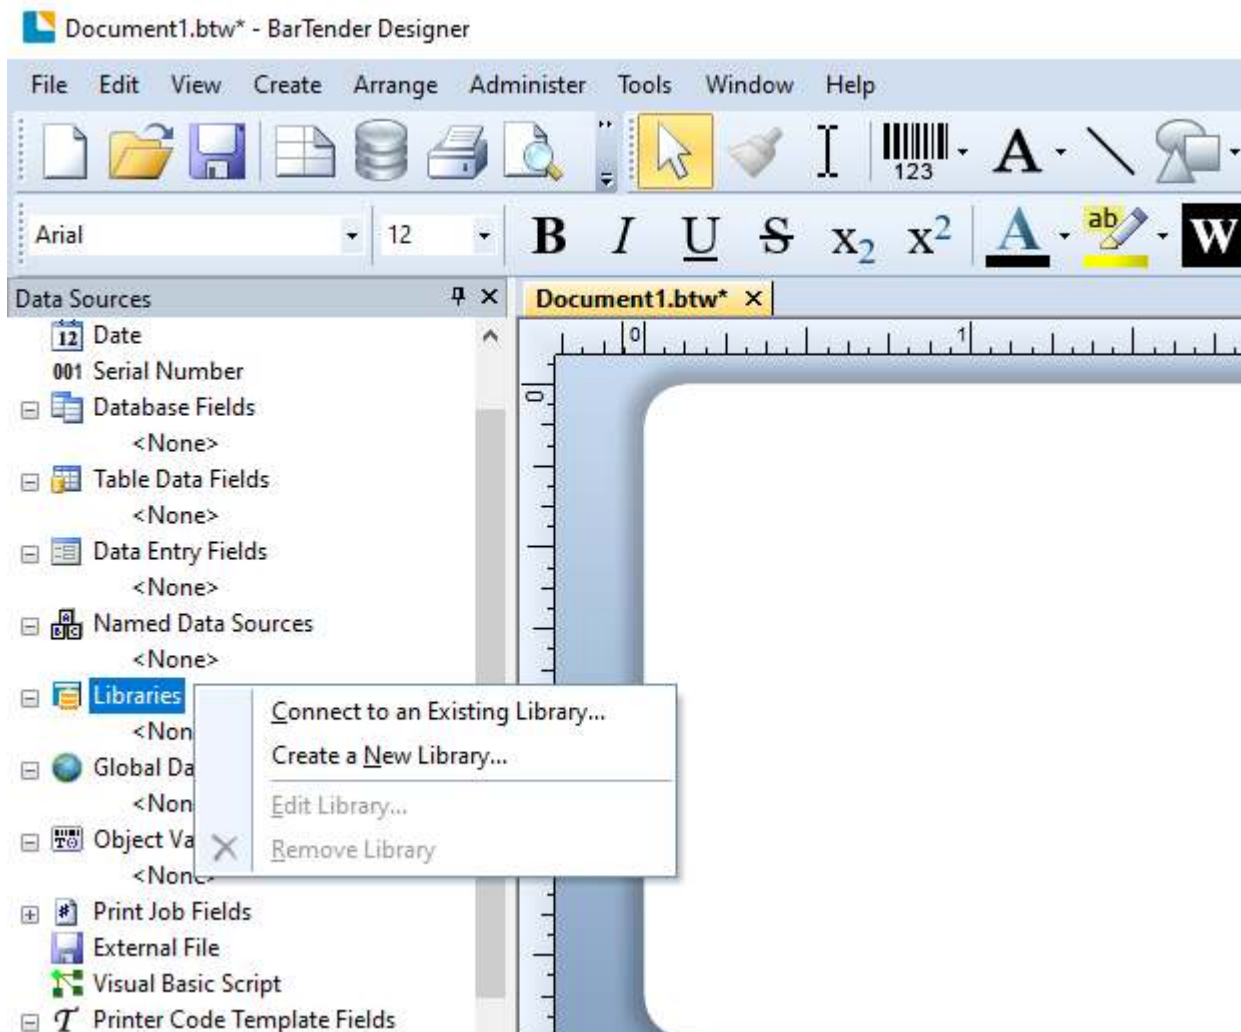 Document1.btw* - BarTender Designer
File Edit View Create Arrange Administer Tools Window Help
123 A
Arial 12 B I U S x₂ x² A ab W
Data Sources Document1.btw*
12 Date
001 Serial Number
Database Fields
<None>
Table Data Fields
<None>
Data Entry Fields
<None>
Named Data Sources
<None>
Libraries
<Non
Global Da
<Non
Object Va
<None>
Print Job Fields
External File
Visual Basic Script
Printer Code Template Fields
Connect to an Existing Library...
Create a New Library...
Edit Library...
Remove Library
0 1
0